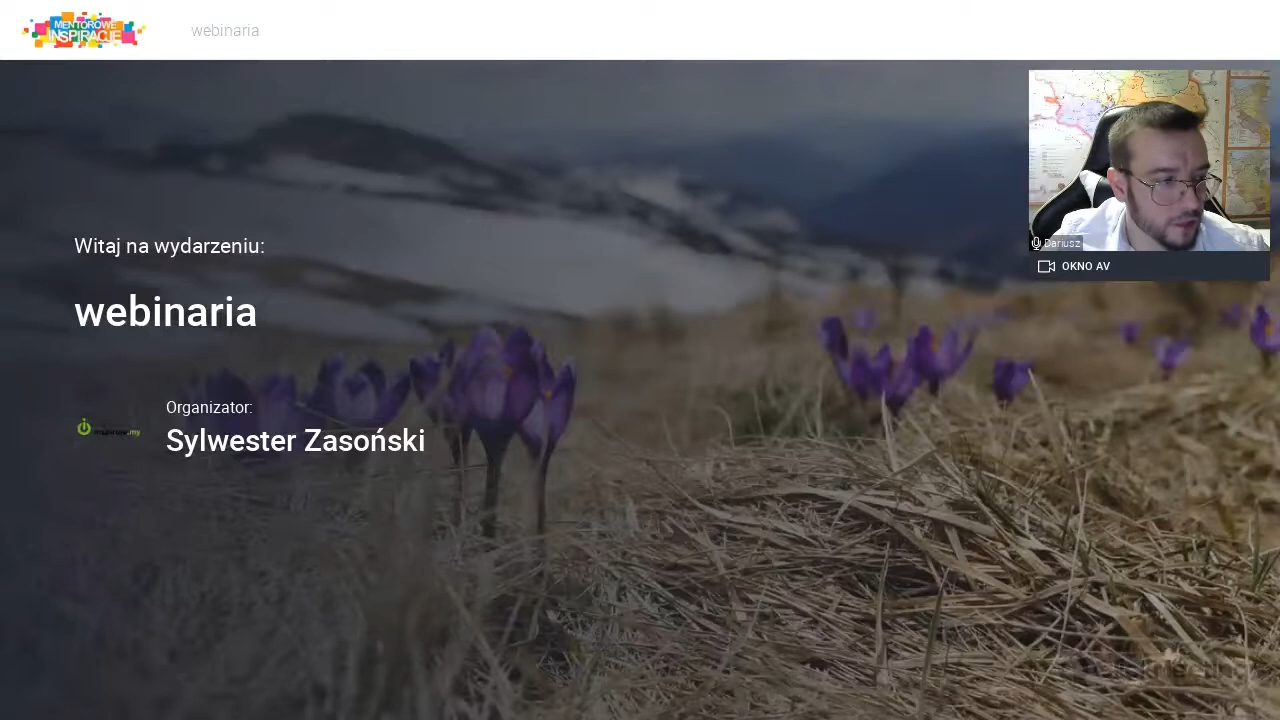 MENTOROWE
INSPIRACJE
webinaria
Witaj na wydarzeniu:
webinaria
Organizator:
Sylwester Zasoński
Dariusz
OKNO AV